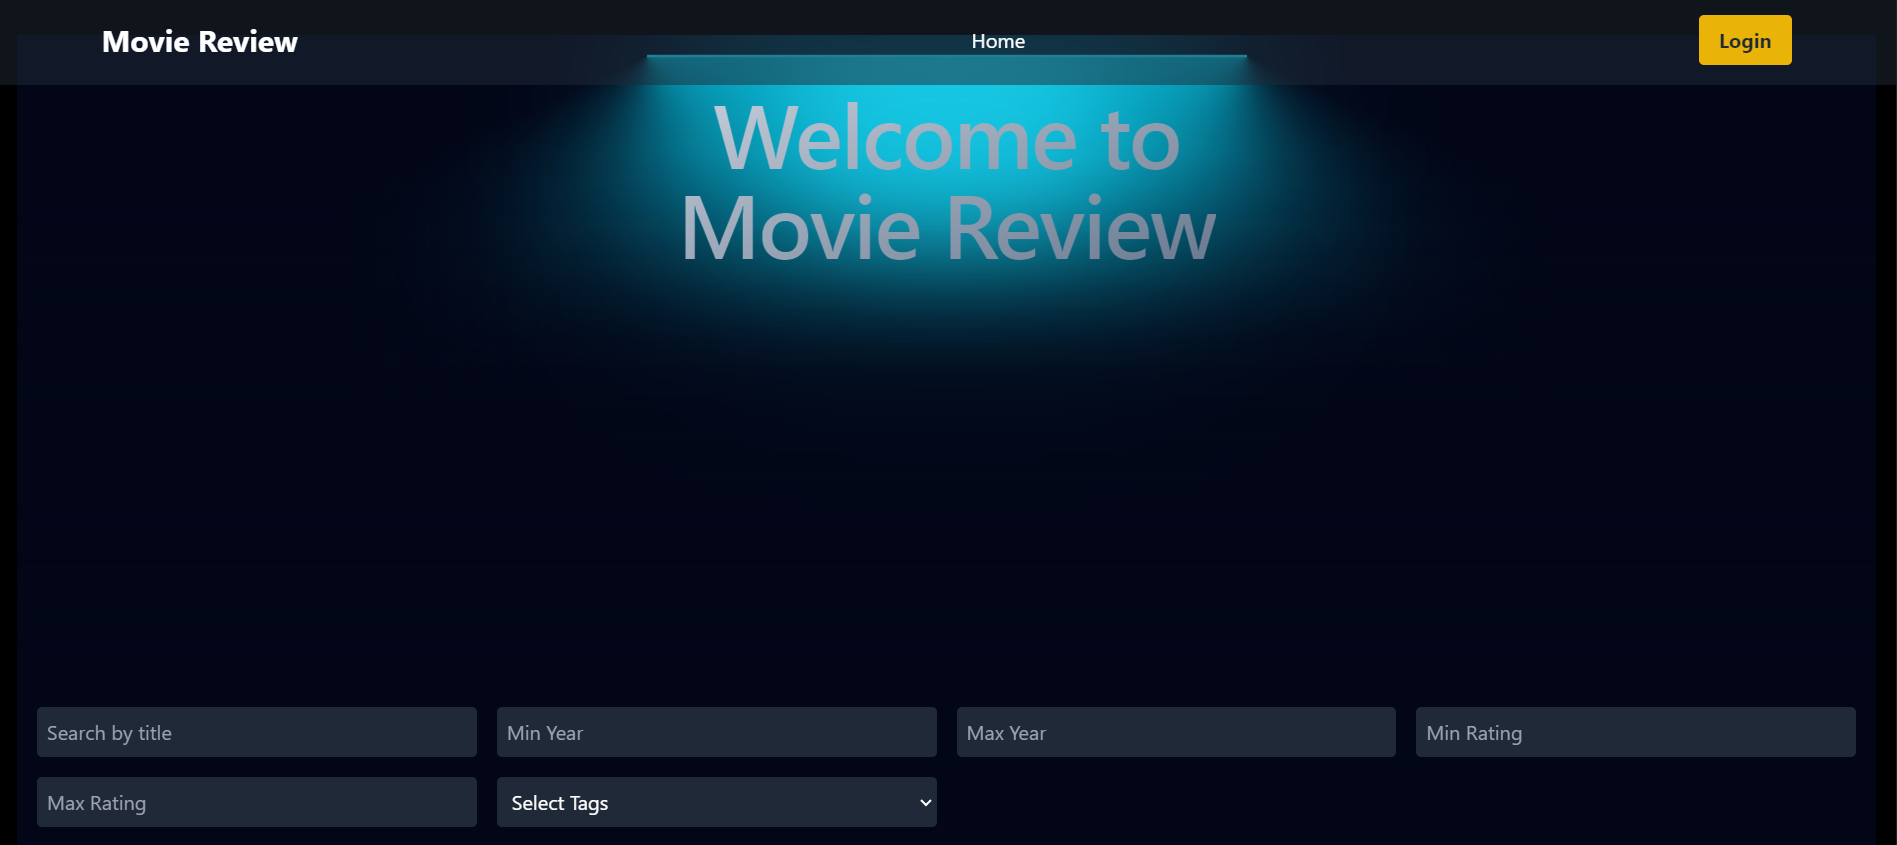 Movie Review
Home
Login
Welcome to
Movie Review
Search by title
Min Year
Max Year
Min Rating
Max Rating
Select Tags